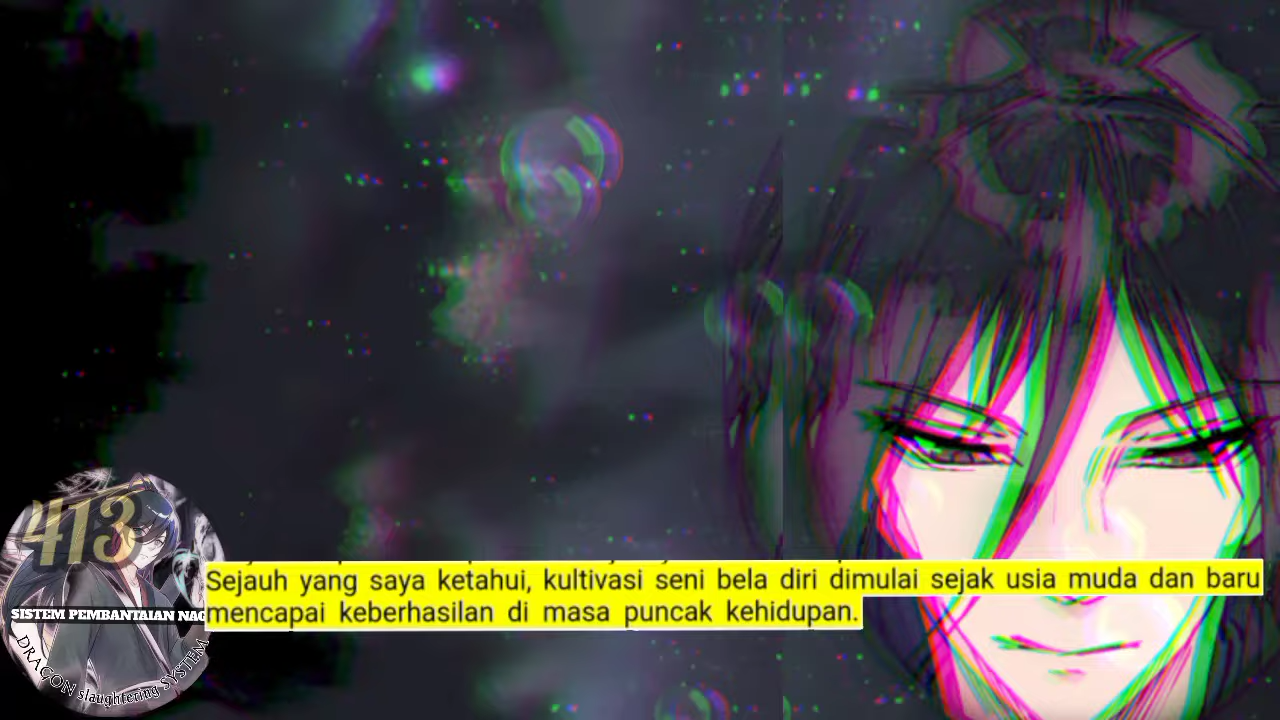 413
SISTEM PEMBANTAIAN NAG
DRAGON slaughtering SYSTEM
Sejauh yang saya ketahui, kultivasi seni bela diri dimulai sejak usia muda dan baru
mencapai keberhasilan di masa puncak kehidupan.